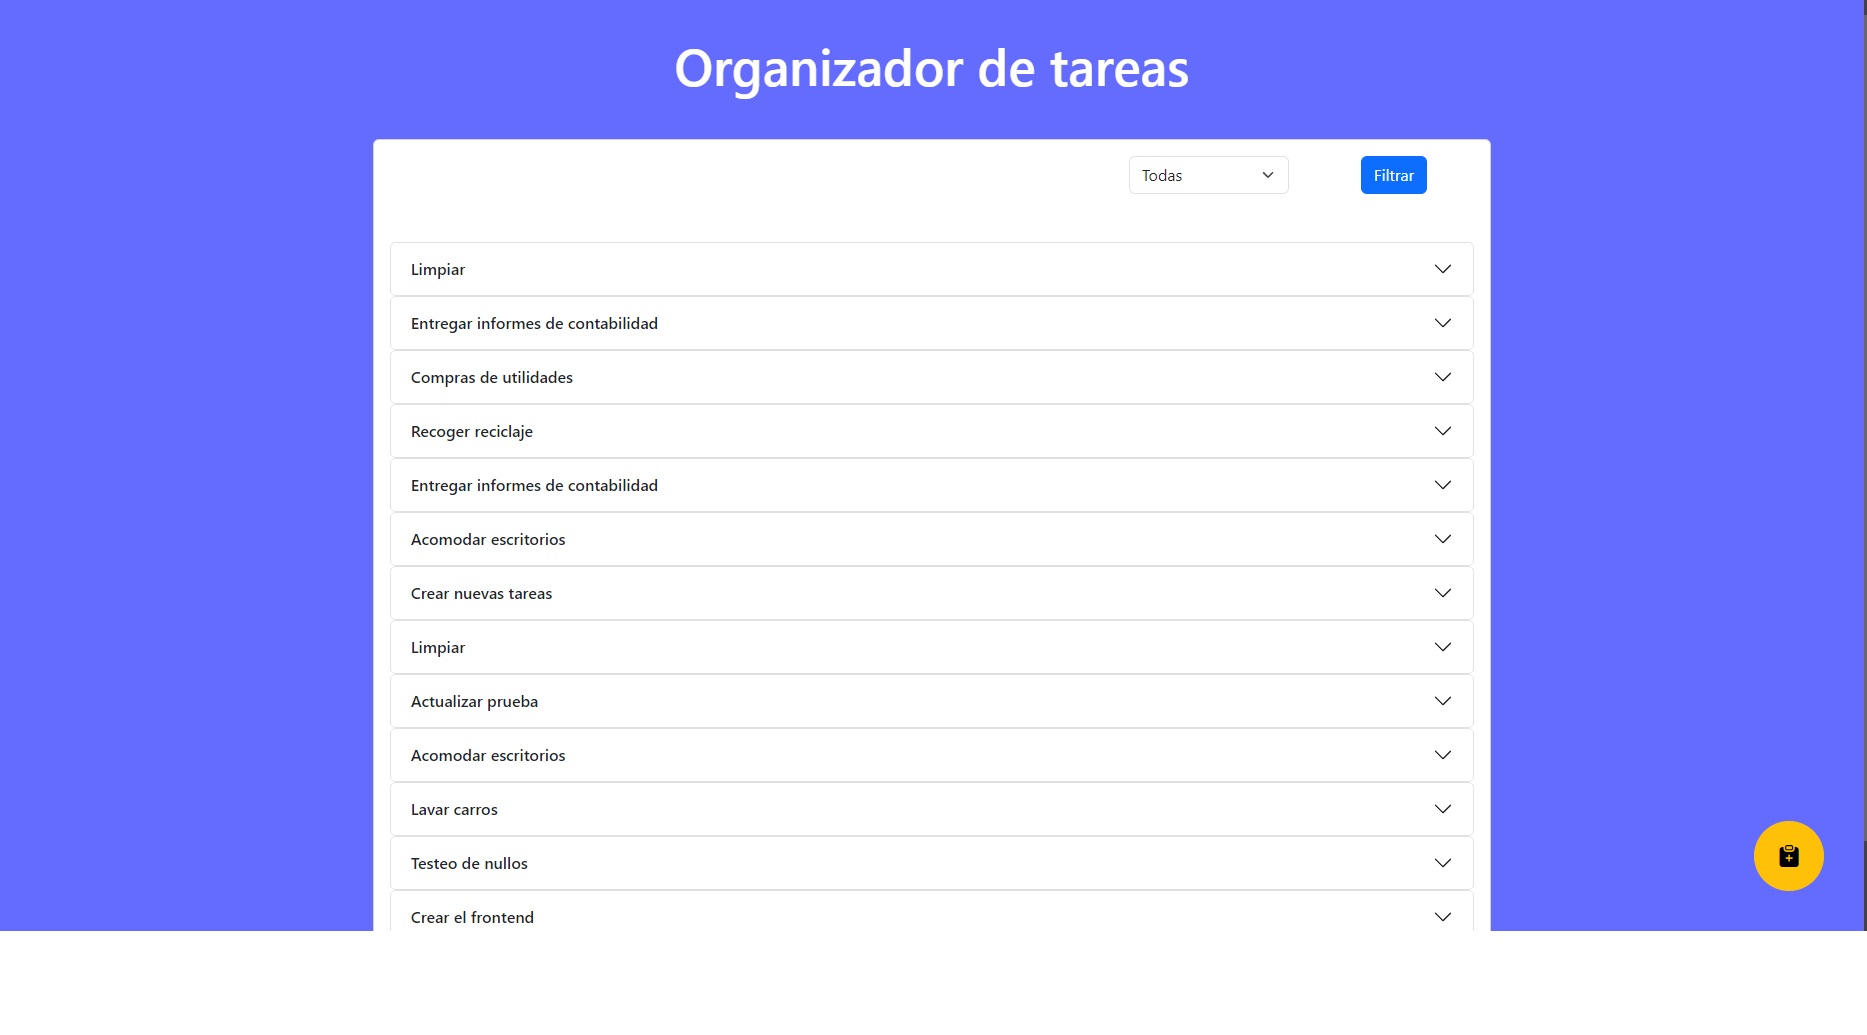 Organizador de tareas
Todas
Filtrar
Limpiar
Entregar informes de contabilidad
Compras de utilidades
Recoger reciclaje
Entregar informes de contabilidad
Acomodar escritorios
Crear nuevas tareas
Limpiar
Actualizar prueba
Acomodar escritorios
Lavar carros
Testeo de nullos
Crear el frontend